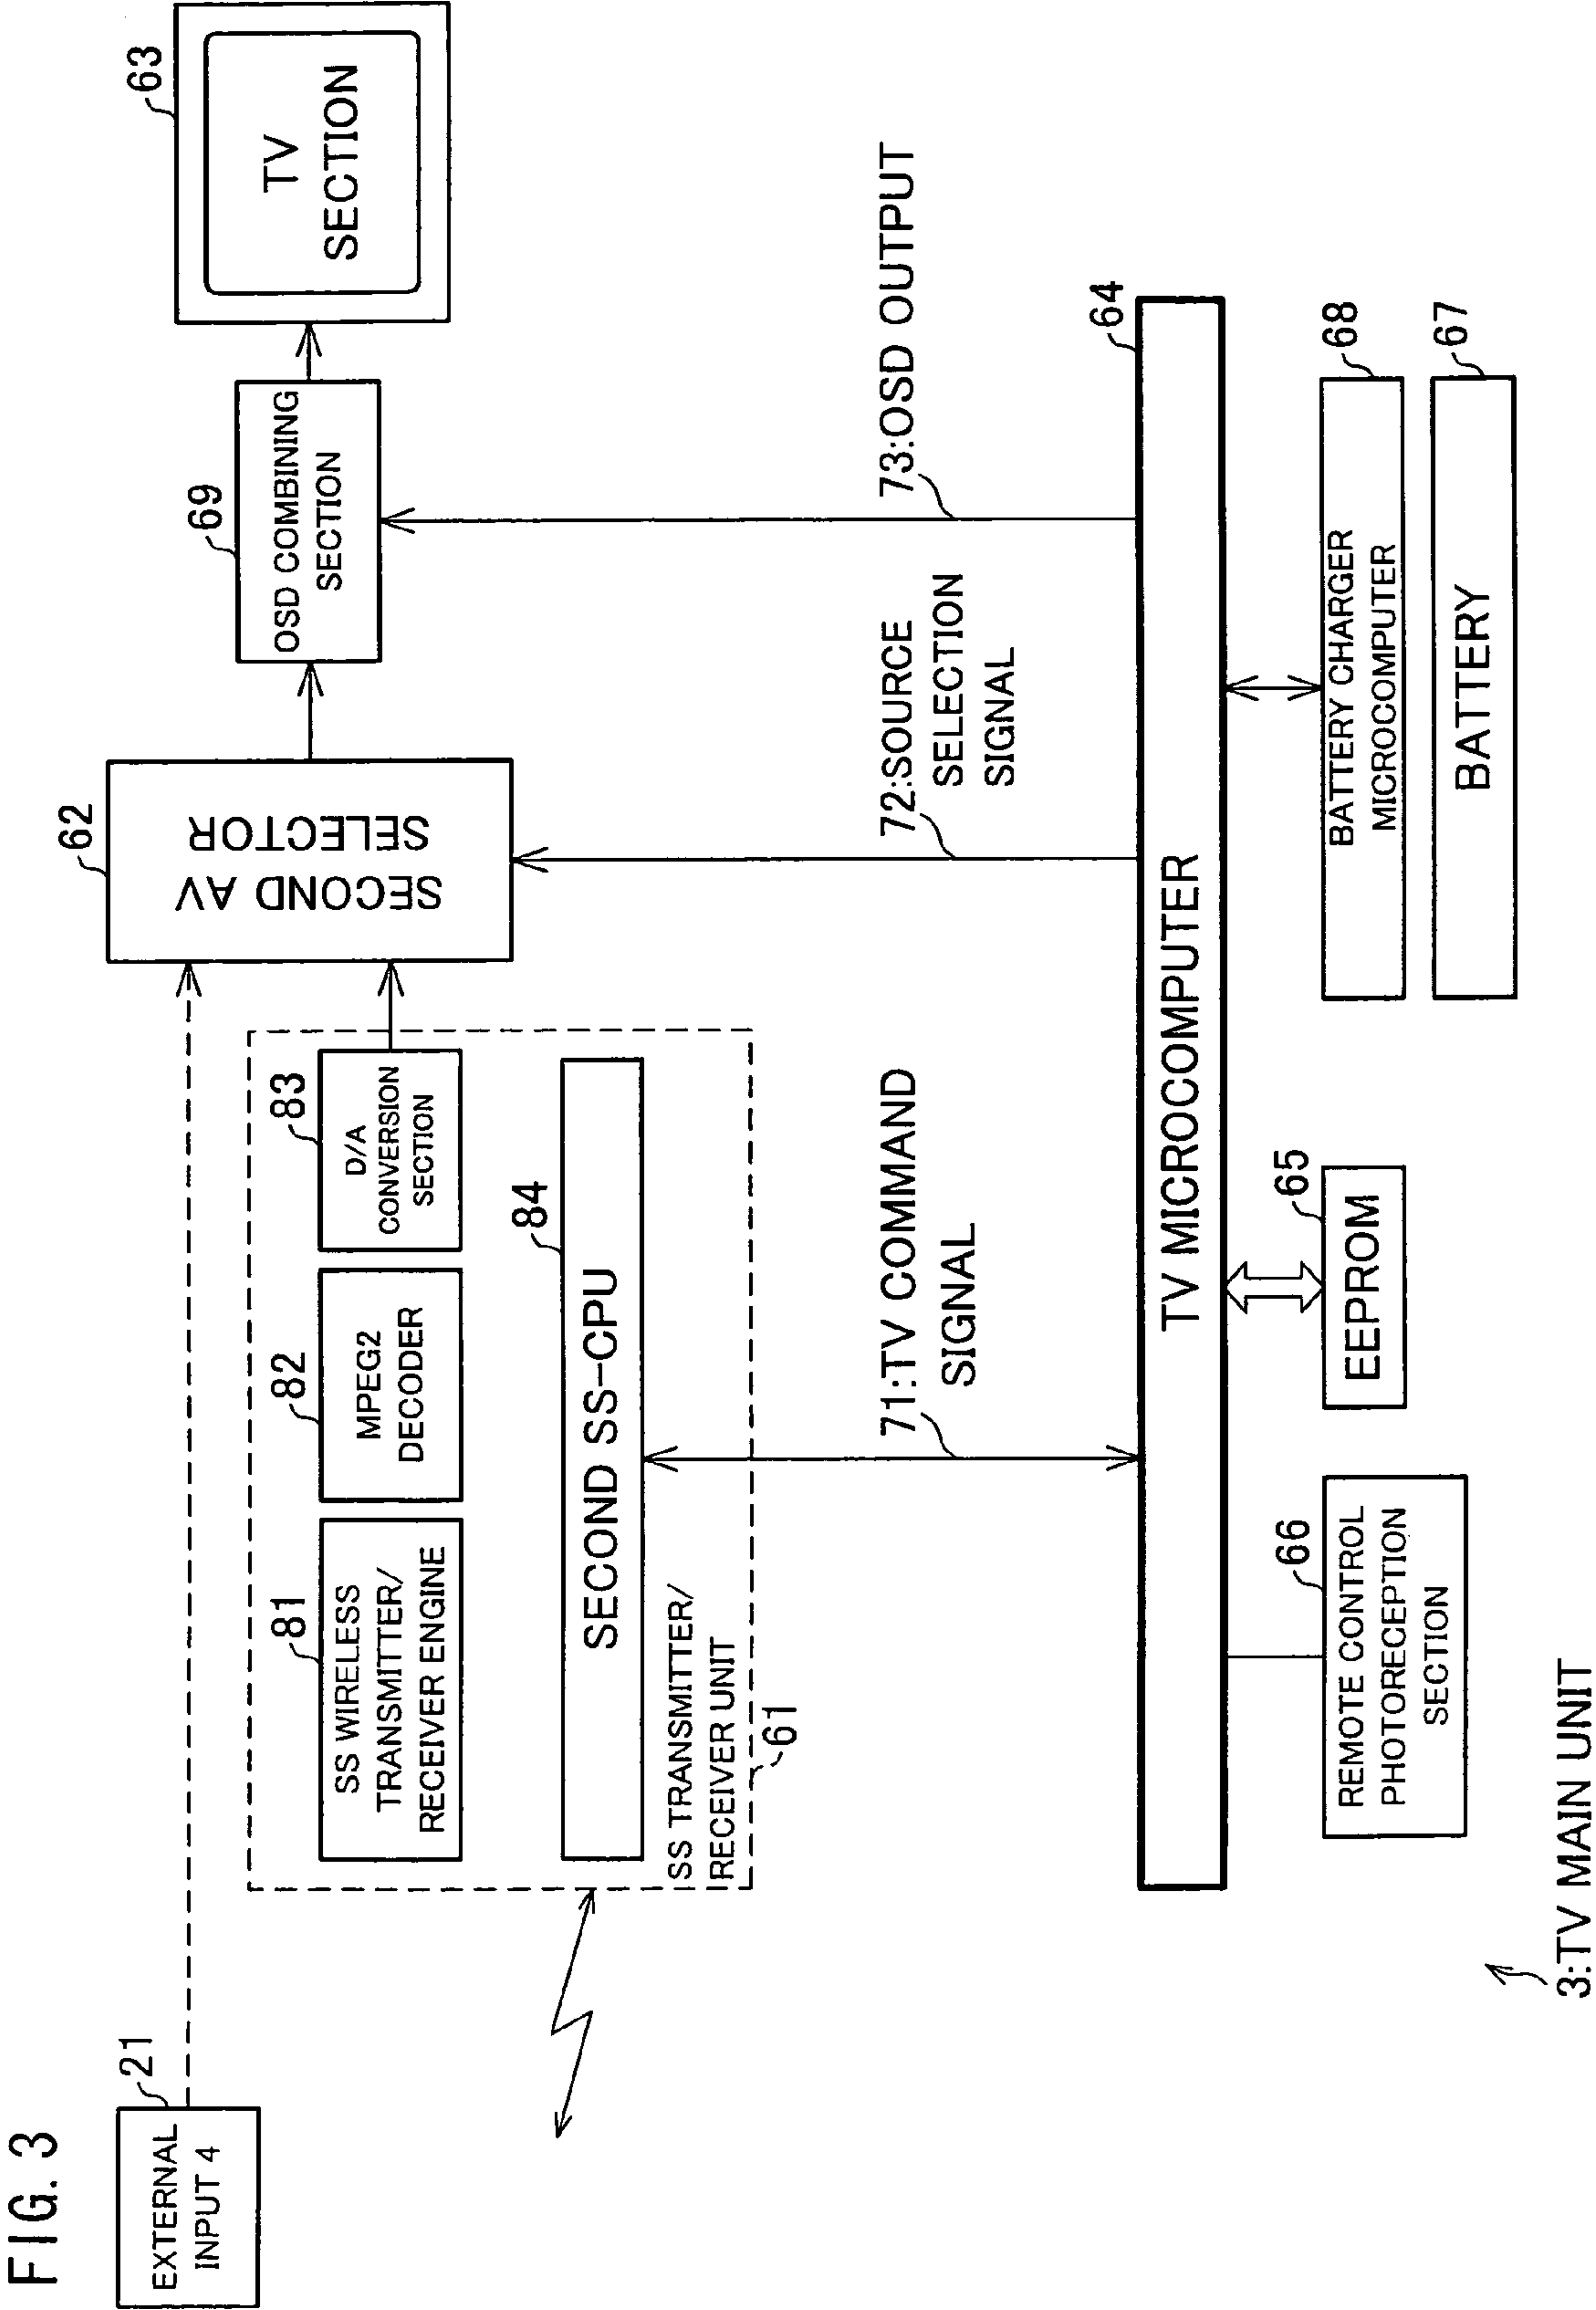 FIG. 3
EXTERNAL
INPUT 4
21
62
SECOND AV
SELECTOR
69
OSD COMBINING
SECTION
63
TV
SECTION
81
SS WIRELESS
TRANSMITTER/
RECEIVER ENGINE
82
MPEG2
DECODER
83
D/A
CONVERSION
SECTION
84
SECOND SS-CPU
SS TRANSMITTER/
RECEIVER UNIT
61
71:TV COMMAND
SIGNAL
72:SOURCE
SELECTION
SIGNAL
73:OSD OUTPUT
64
TV MICROCOMPUTER
66
REMOTE CONTROL
PHOTORECEPTION
SECTION
65
EEPROM
BATTERY CHARGER
MICROCOMPUTER
68
BATTERY
67
3:TV MAIN UNIT